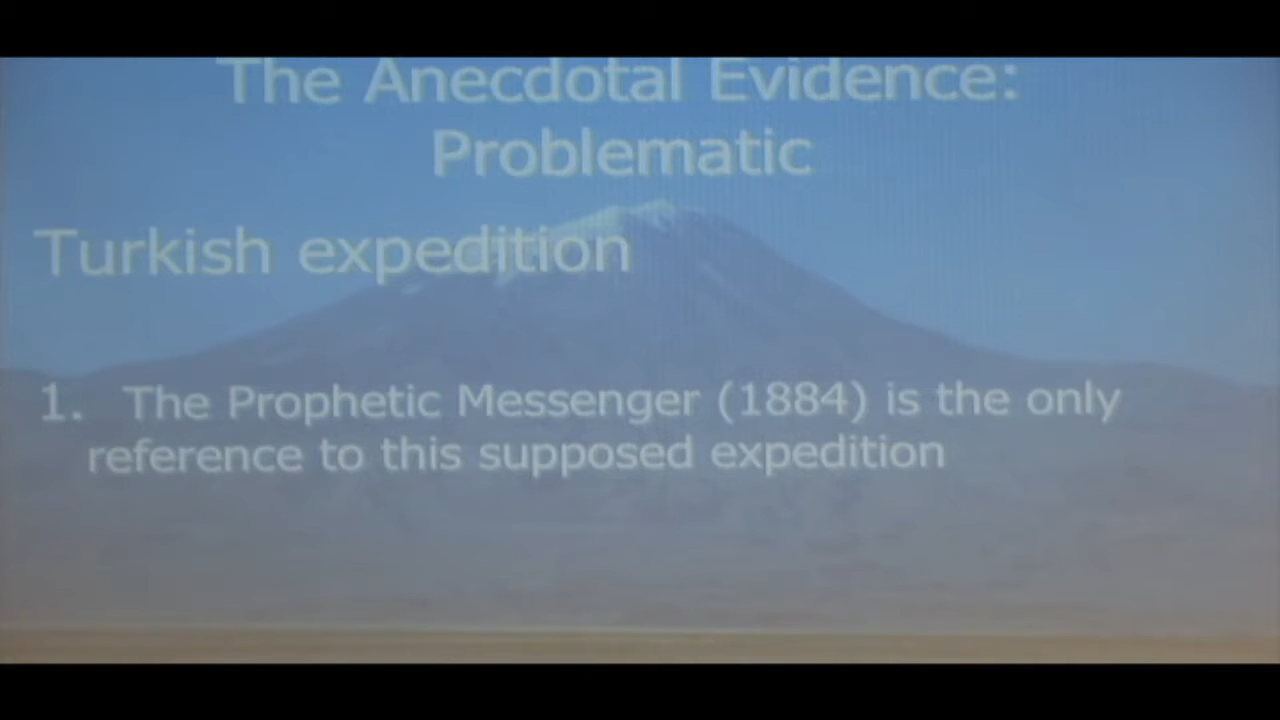 The Anecdotal Evidence:
Problematic
Turkish expedition
1. The Prophetic Messenger (1884) is the only
reference to this supposed expedition